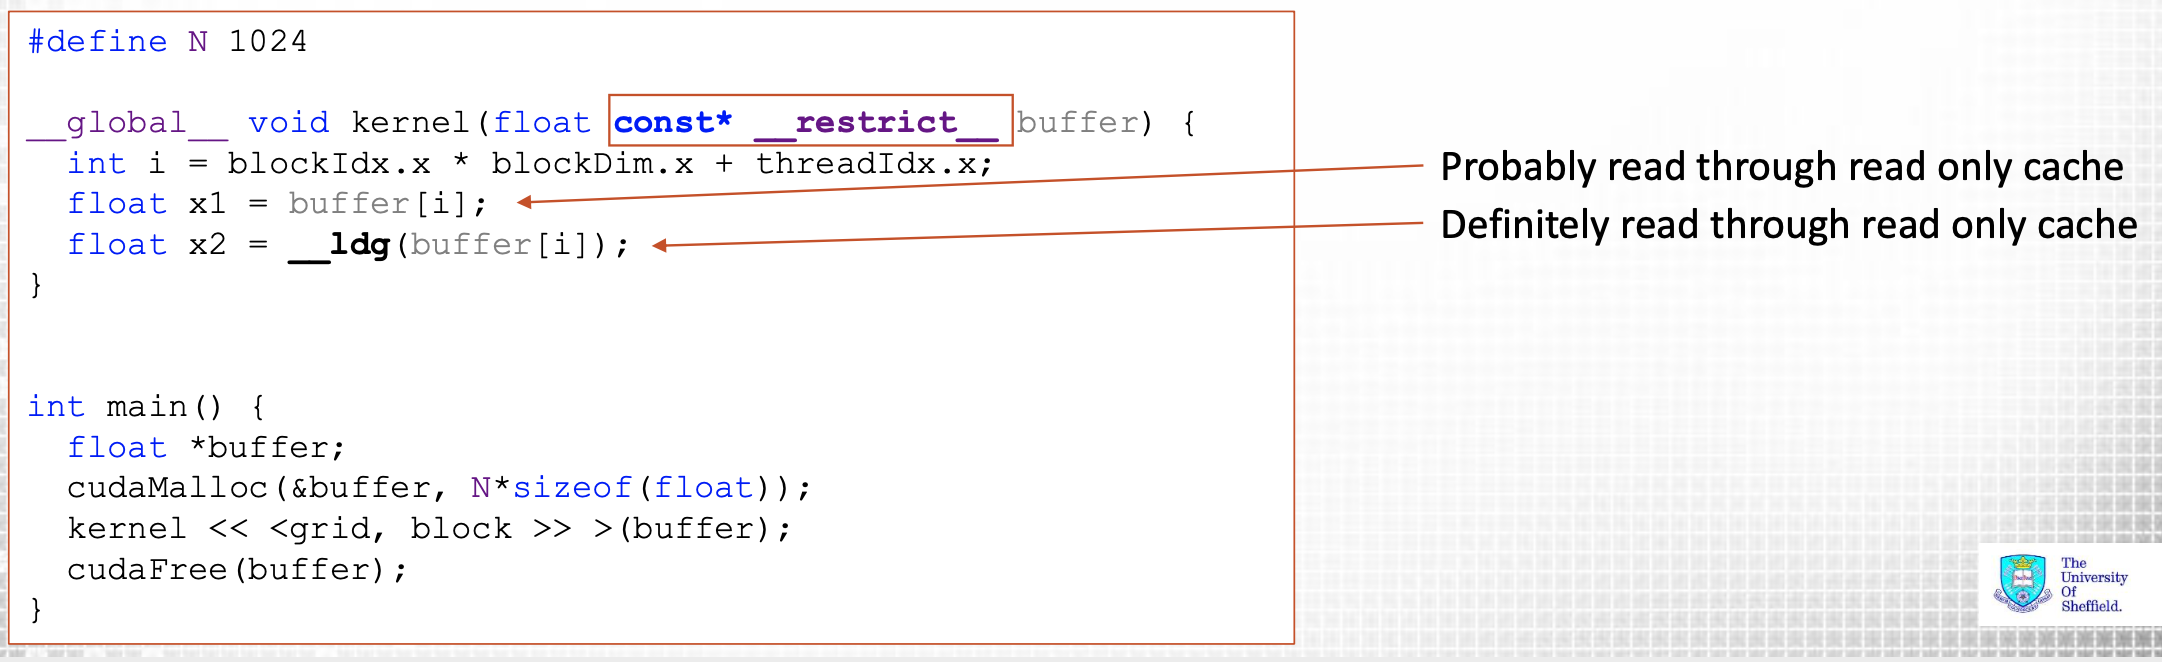 #define N 1024
__global__ void kernel(float const* __restrict__ buffer) {
int i = blockIdx.x * blockDim.x + threadIdx.x;
float x1 = buffer[i];
float x2 = __ldg(buffer[i]);
}
int main() {
float *buffer;
cudaMalloc(&buffer, N*sizeof(float));
kernel << <grid, block >> >(buffer);
cudaFree(buffer);
}
Probably read through read only cache
Definitely read through read only cache
The
University
Of
Sheffield.